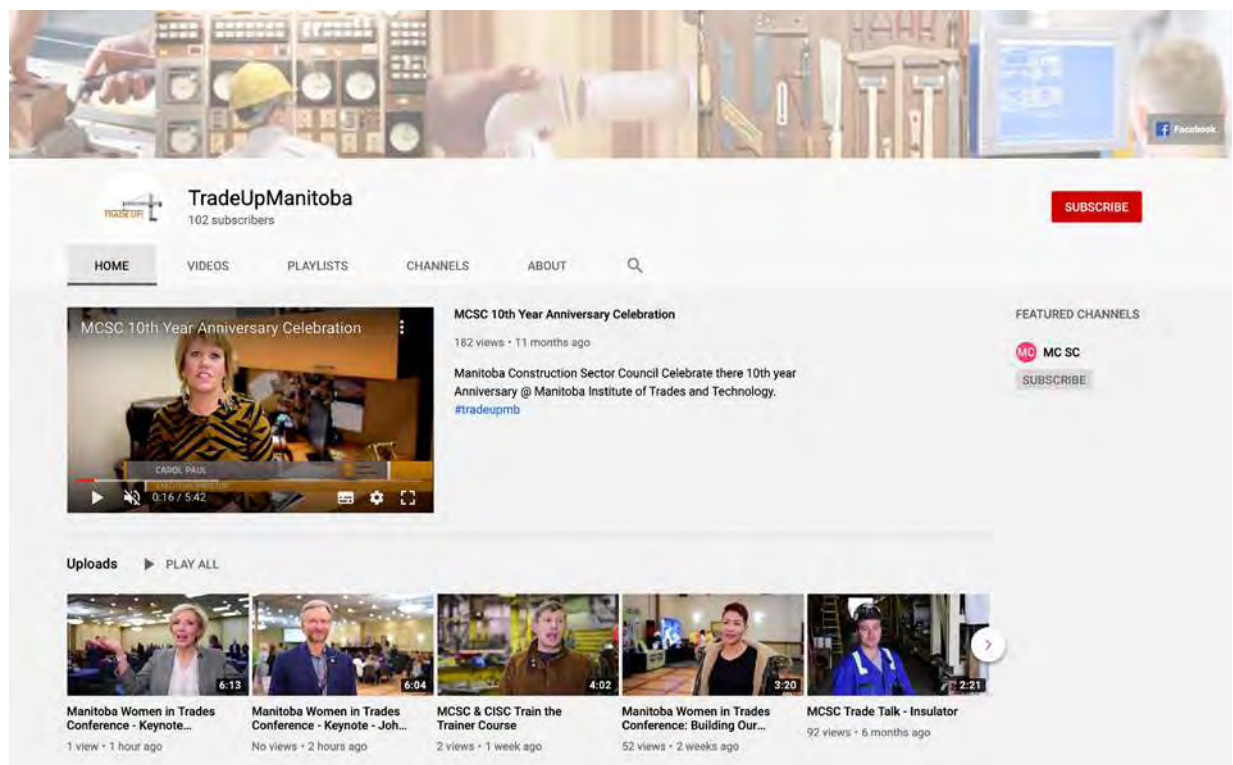 Facebook
TRADE UP!
TradeUpManitoba
102 subscribers
SUBSCRIBE
HOME VIDEOS PLAYLISTS CHANNELS ABOUT
MCSC 10th Year Anniversary Celebration
CAROL PAUL
EXECUTIVE DIRECTOR
0:16 / 5:42
MCSC 10th Year Anniversary Celebration
182 views • 11 months ago
Manitoba Construction Sector Council Celebrate there 10th year
Anniversary @ Manitoba Institute of Trades and Technology.
#tradeupmb
FEATURED CHANNELS
MC MC SC
SUBSCRIBE
Uploads PLAY ALL
6:13
Manitoba Women in Trades
Conference - Keynote...
1 view • 1 hour ago
6:04
Manitoba Women in Trades
Conference - Keynote - Joh...
No views • 2 hours ago
4:02
MCSC & CISC Train the
Trainer Course
2 views • 1 week ago
3:20
Manitoba Women in Trades
Conference: Building Our...
52 views • 2 weeks ago
2:21
MCSC Trade Talk - Insulator
92 views • 6 months ago